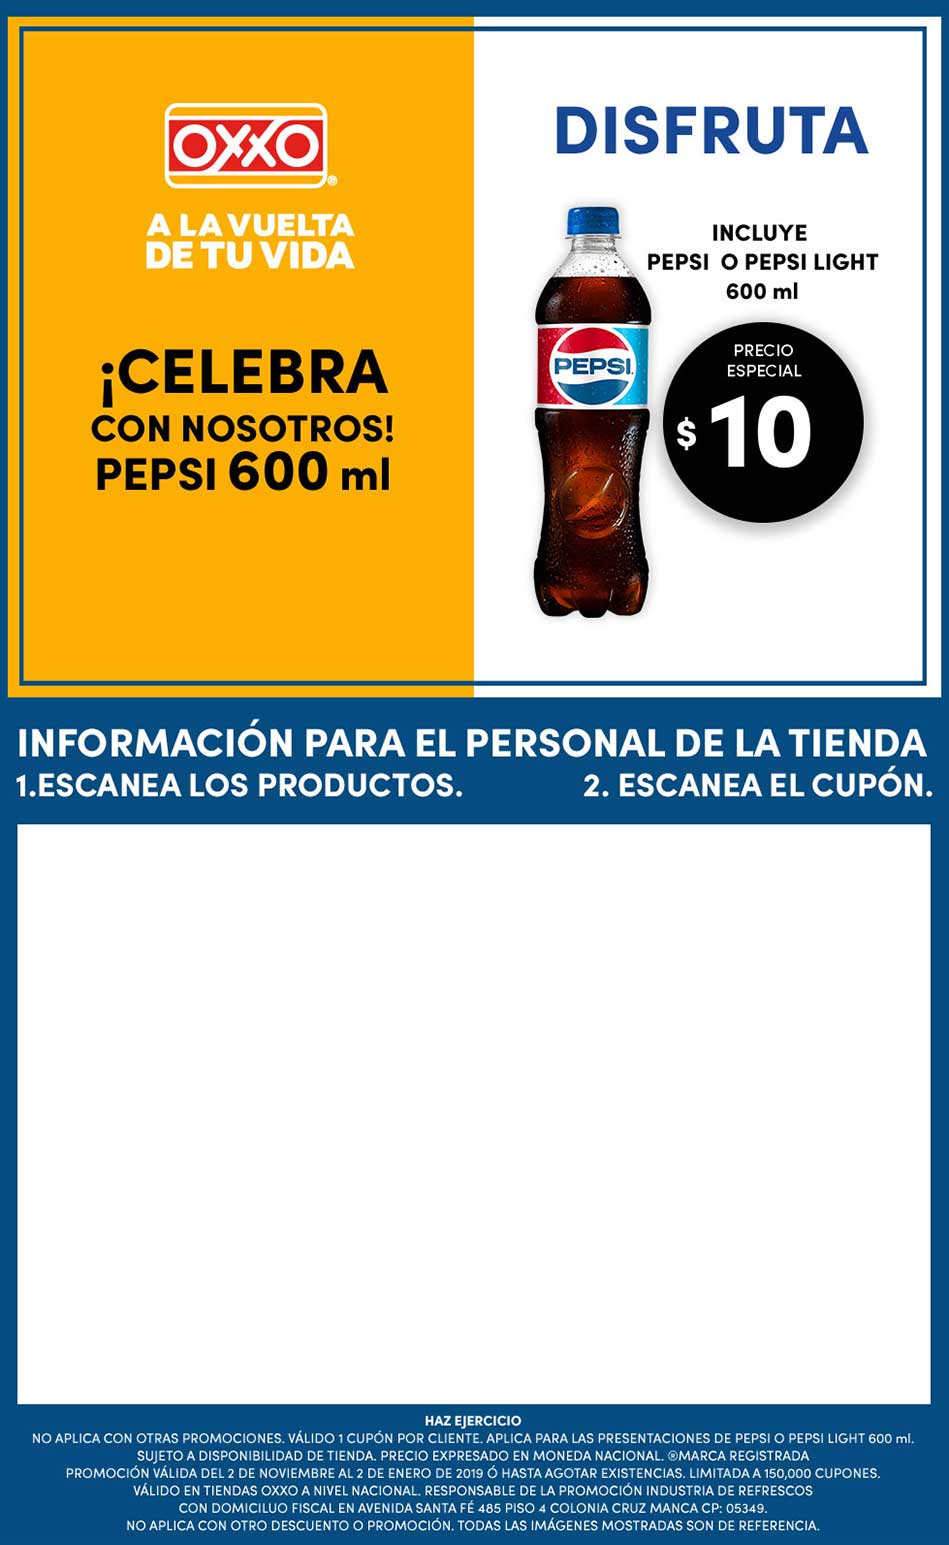 OXXO®
A LA VUELTA
DE TU VIDA
¡CELEBRA
CON NOSOTROS!
PEPSI 600 ml
DISFRUTA
INCLUYE
PEPSI O PEPSI LIGHT
600 ml
PEPSI
PRECIO
ESPECIAL
$ 10
INFORMACIÓN PARA EL PERSONAL DE LA TIENDA
1.ESCANEA LOS PRODUCTOS. 2. ESCANEA EL CUPÓN.
HAZ EJERCICIO
NO APLICA CON OTRAS PROMOCIONES. VÁLIDO 1 CUPÓN POR CLIENTE. APLICA PARA LAS PRESENTACIONES DE PEPSI O PEPSI LIGHT 600 ml.
SUJETO A DISPONIBILIDAD DE TIENDA. PRECIO EXPRESADO EN MONEDA NACIONAL. ®MARCA REGISTRADA
PROMOCIÓN VÁLIDA DEL 2 DE NOVIEMBRE AL 2 DE ENERO DE 2019 Ó HASTA AGOTAR EXISTENCIAS. LIMITADA A 150,000 CUPONES.
VÁLIDO EN TIENDAS OXXO A NIVEL NACIONAL. RESPONSABLE DE LA PROMOCIÓN INDUSTRIA DE REFRESCOS
CON DOMICILUO FISCAL EN AVENIDA SANTA FÉ 485 PISO 4 COLONIA CRUZ MANCA CP: 05349.
NO APLICA CON OTRO DESCUENTO O PROMOCIÓN. TODAS LAS IMÁGENES MOSTRADAS SON DE REFERENCIA.